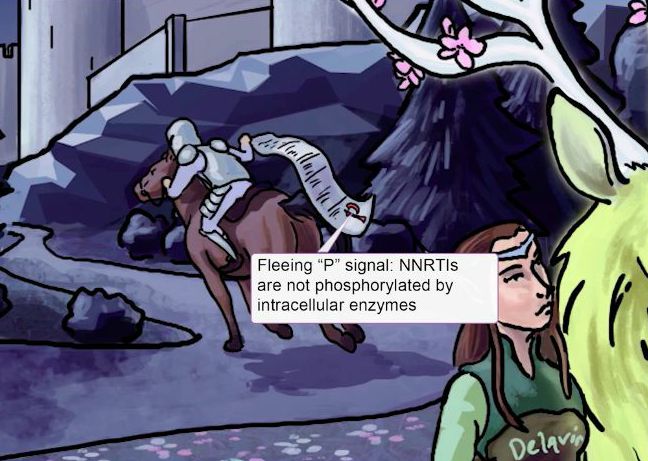 Fleeing “P” signal: NNRTIs
are not phosphorylated by
intracellular enzymes
Delavir